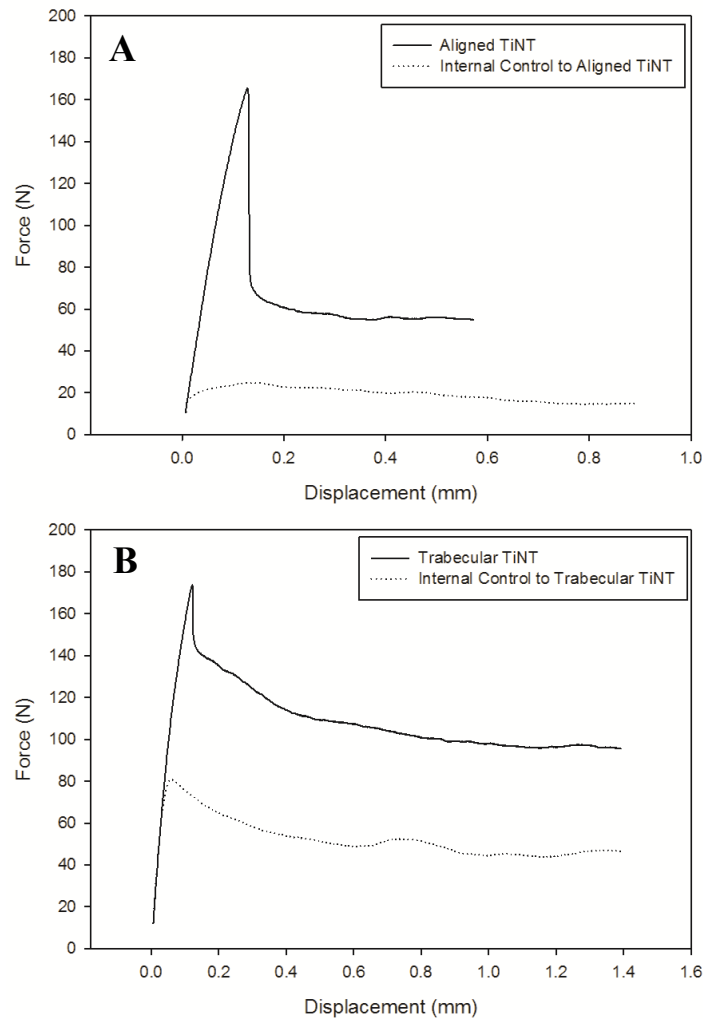 A
Aligned TiNT
Internal Control to Aligned TiNT
200
180
160
140
120
100
80
60
40
20
0
Force (N)
0.0 0.2 0.4 0.6 0.8 1.0
Displacement (mm)
B
Trabecular TiNT
Internal Control to Trabecular TiNT
200
180
160
140
120
100
80
60
40
20
0
Force (N)
0.0 0.2 0.4 0.6 0.8 1.0 1.2 1.4 1.6
Displacement (mm)